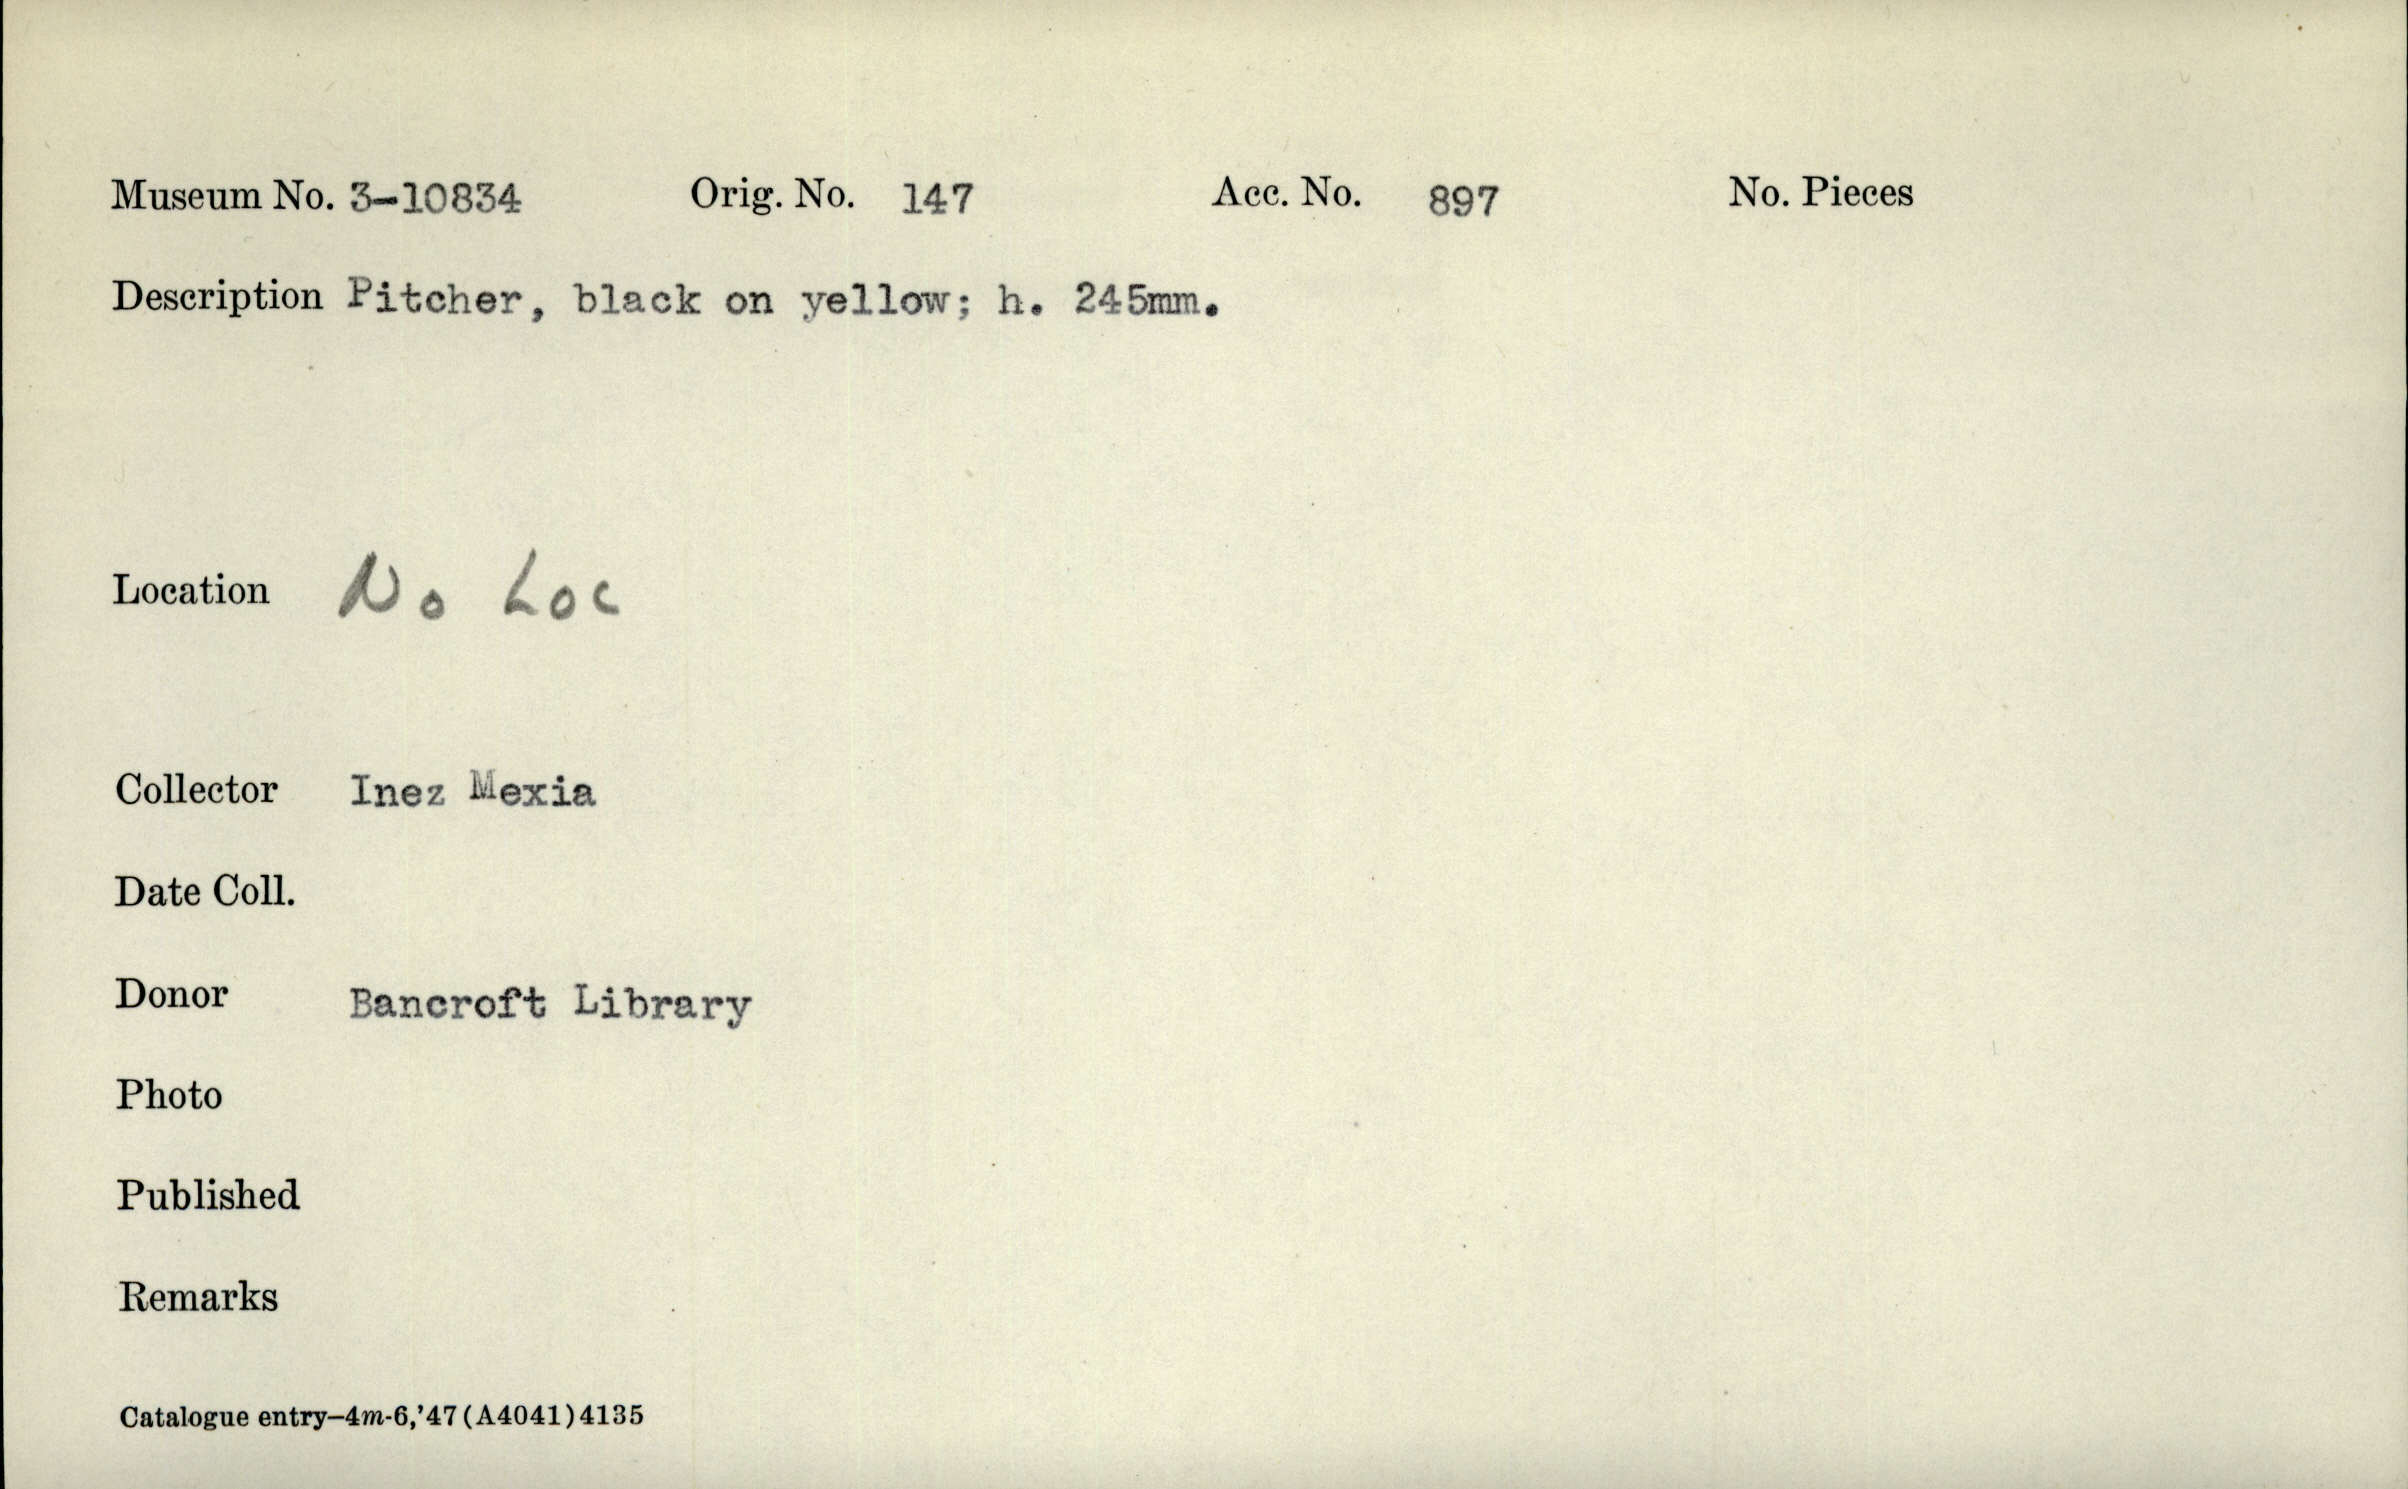 Museum No. 3-10834 Orig. No. 147 Acc. No. 897 No. Pieces
Description Pitcher, black on yellow; h. 245mm.
Location No Loc
Collector Inez Mexia
Date Coll.
Donor Bancroft Library
Photo
Published
Remarks
Catalogue entry—4m-6,'47(A4041)4135